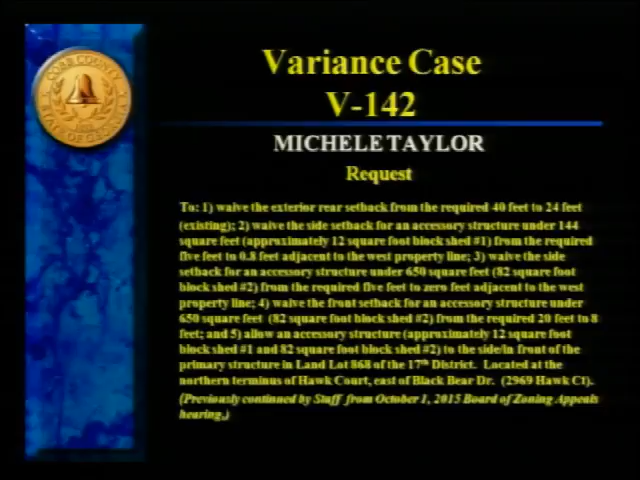 COBB COUNTY
STATE OF GEORGIA
Variance Case
V-142
MICHELE TAYLOR
Request
To: 1) waive the exterior rear setback from the required 40 feet to 24 feet
(existing); 2) waive the side setback for an accessory structure under 144
square feet (approximately 12 square foot block shed #1) from the required
five feet to 0.8 feet adjacent to the west property line; 3) waive the side
setback for an accessory structure under 650 square feet (82 square foot
block shed #2) from the required five feet to zero feet adjacent to the west
property line; 4) waive the front setback for an accessory structure under
650 square feet (82 square foot block shed #2) from the required 20 feet to 8
feet; and 5) allow an accessory structure (approximately 12 square foot
block shed #1 and 82 square foot block shed #2) to the side/in front of the
primary structure in Land Lot 868 of the 17th District. Located at the
northern terminus of Hawk Court, east of Black Bear Dr. (2969 Hawk Ct).
(Previously continued by Staff from October 1, 2015 Board of Zoning Appeals
hearing.)